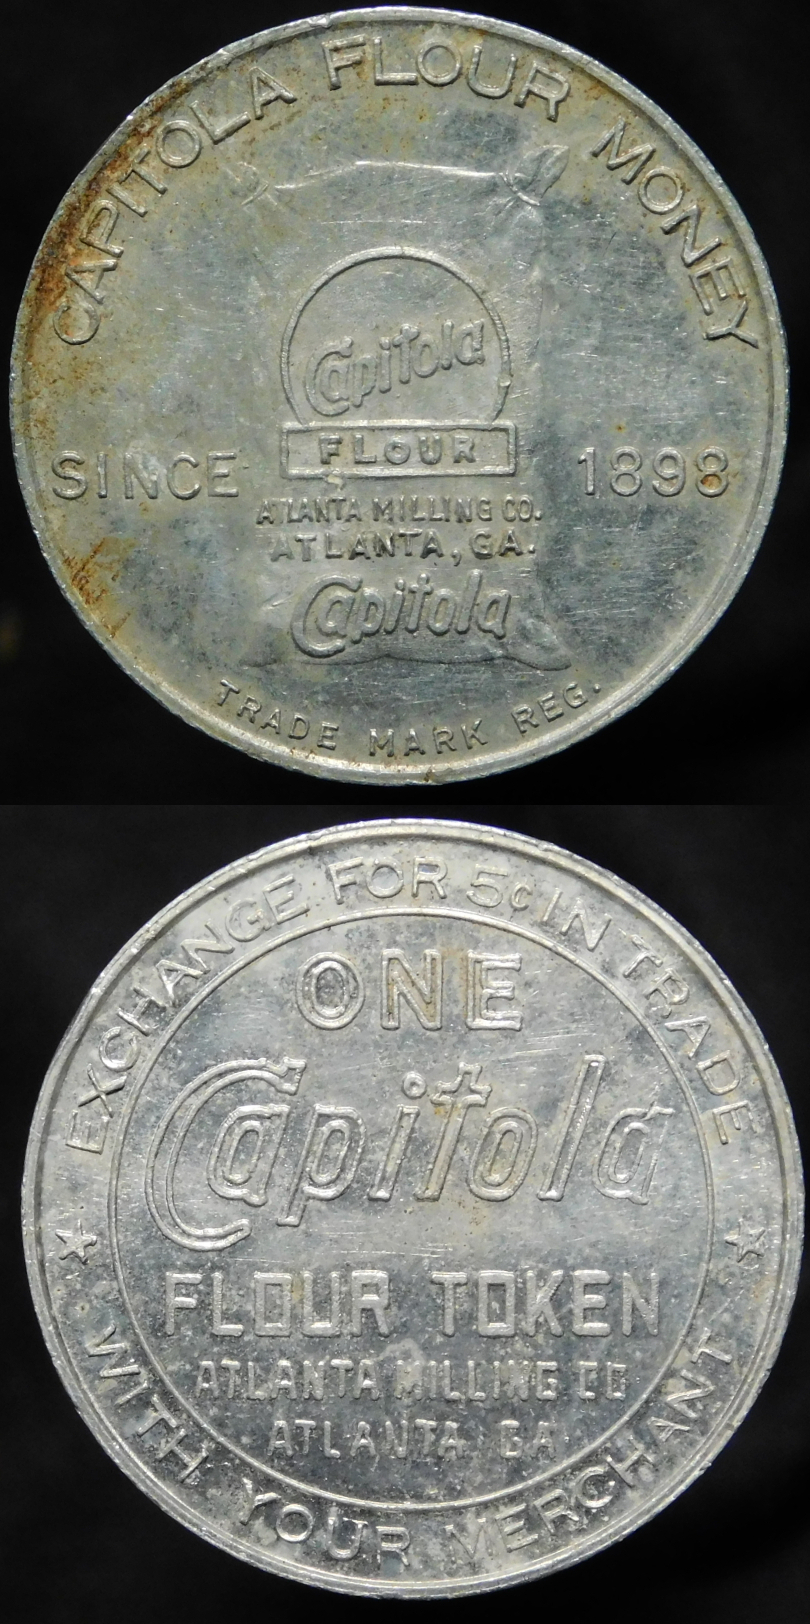 CAPITOLA FLOUR MONEY
Capitola
FLOUR
SINCE 1898
ATLANTA MILLING CO.
ATLANTA, GA.
Capitola
TRADE MARK REG.
EXCHANGE FOR 5¢ IN TRADE
ONE
Capitola
FLOUR TOKEN
ATLANTA MILLING CO
ATLANTA, GA
WITH YOUR MERCHANT